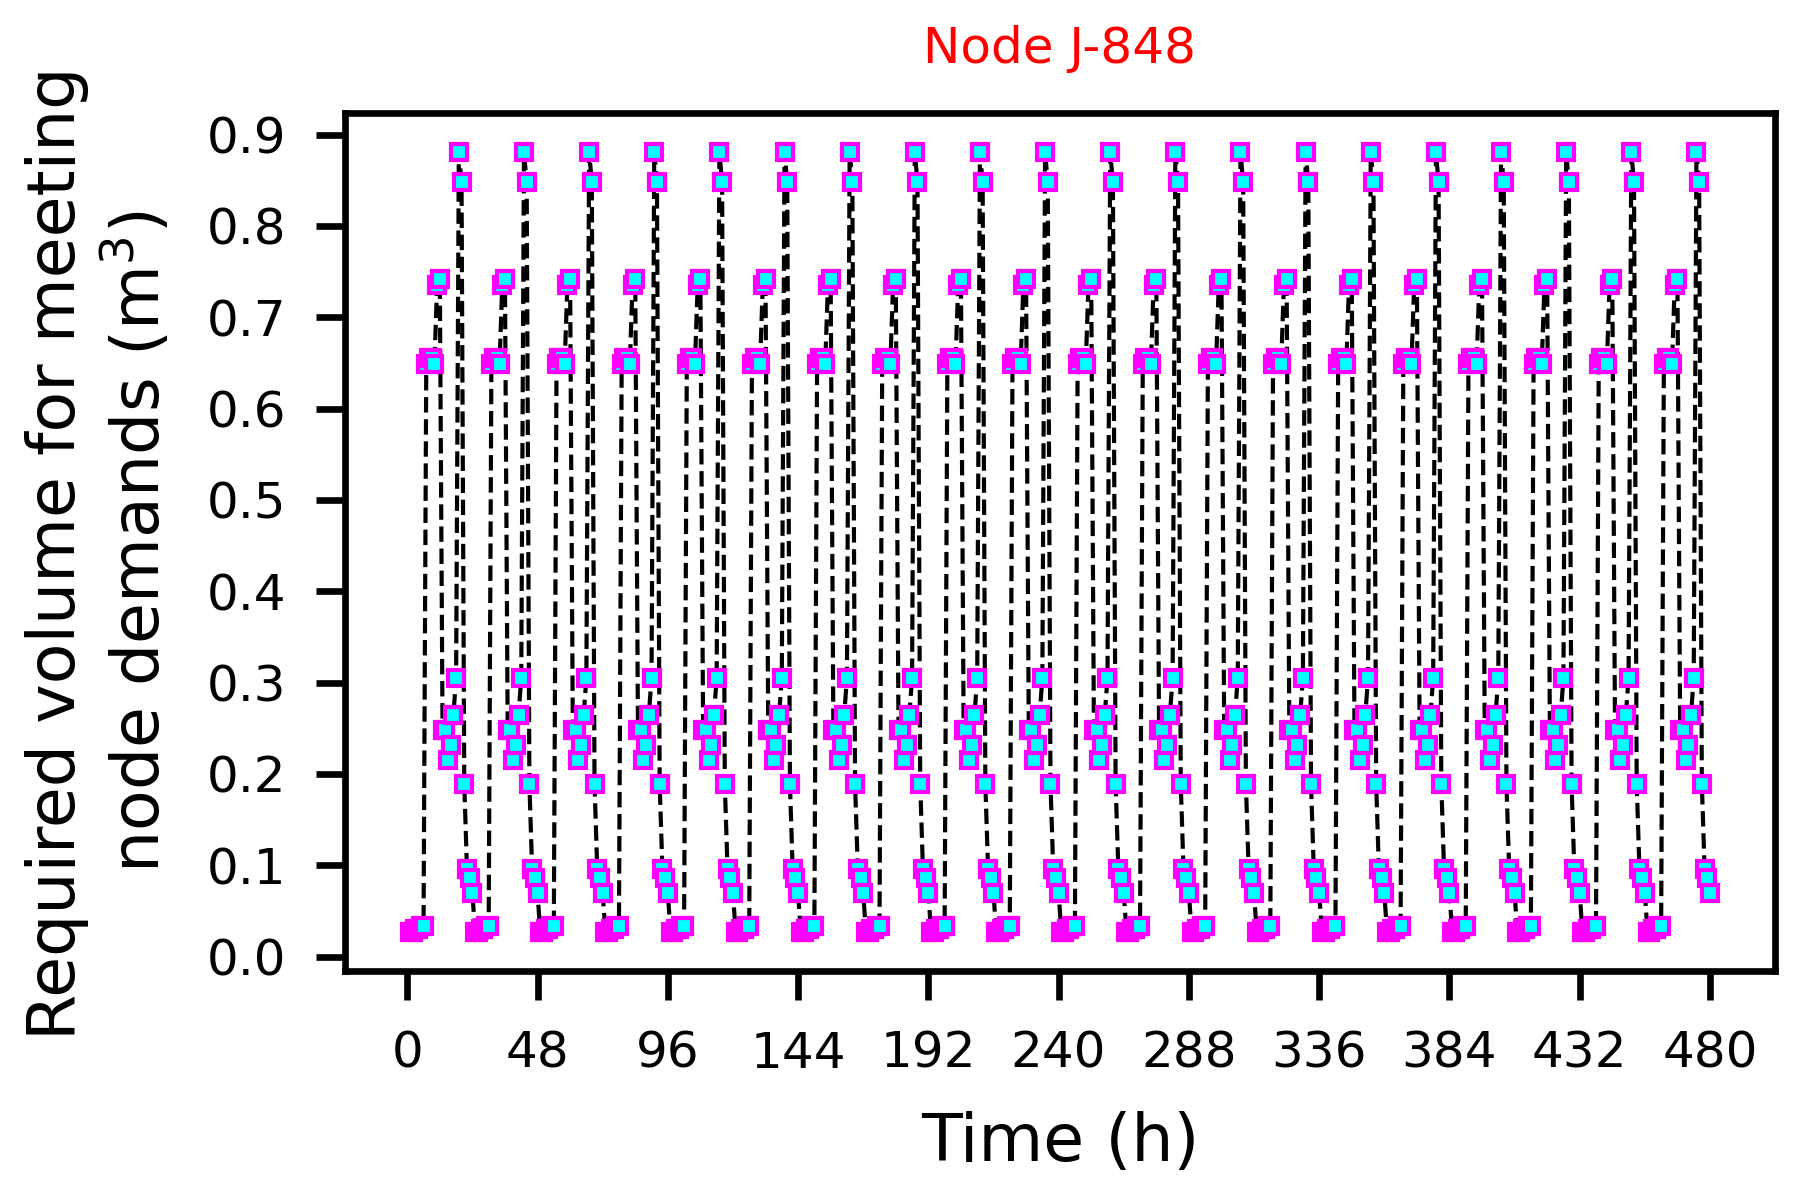 Node J-848
Required volume for meeting
node demands (m³)
0.9
0.8
0.7
0.6
0.5
0.4
0.3
0.2
0.1
0.0
0 48 96 144 192 240 288 336 384 432 480
Time (h)